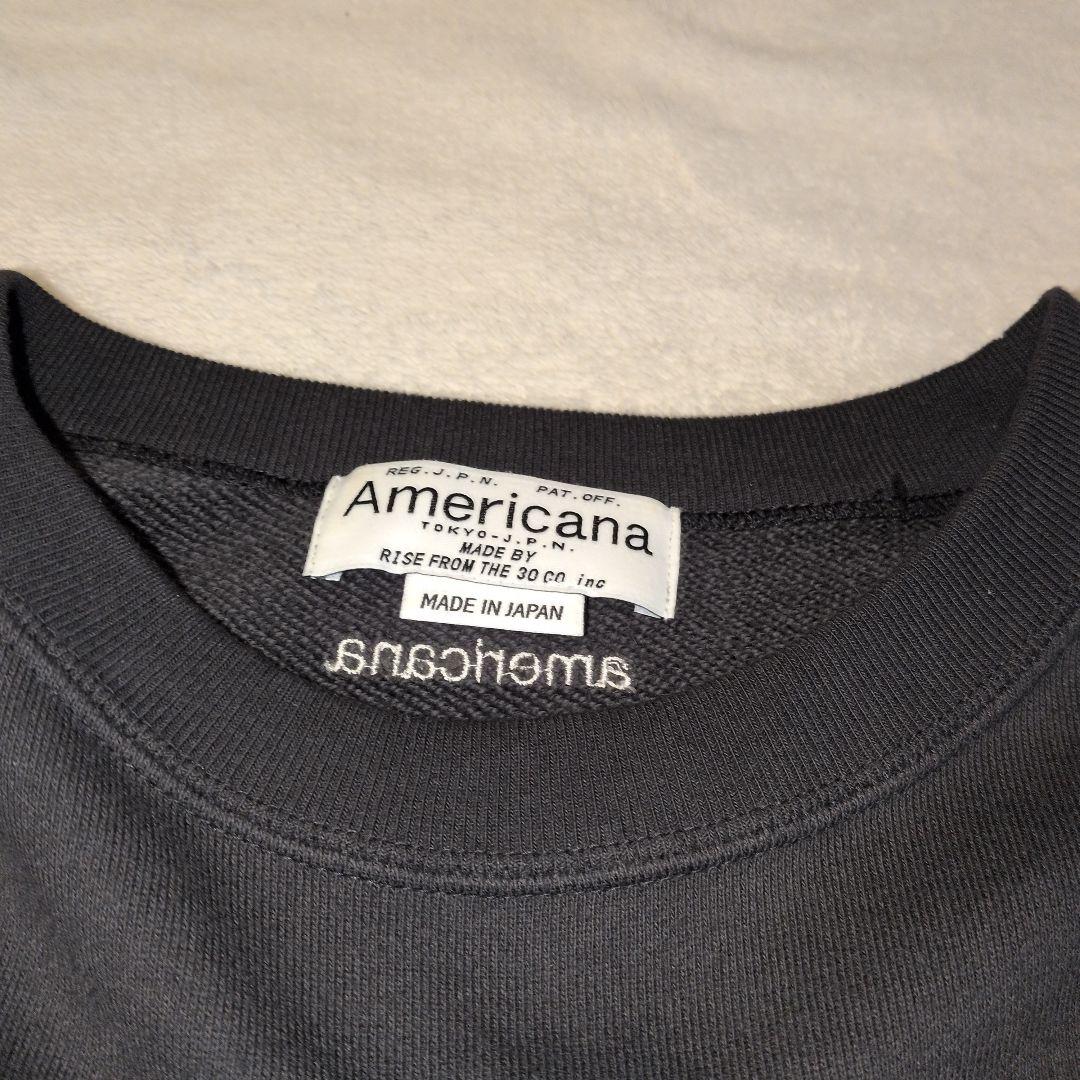 REG. J. P. N. PAT. OFF.
Americana
TOKYO-J.P.N.
MADE BY
RISE FROM THE 30 CO. inc
MADE IN JAPAN
americana